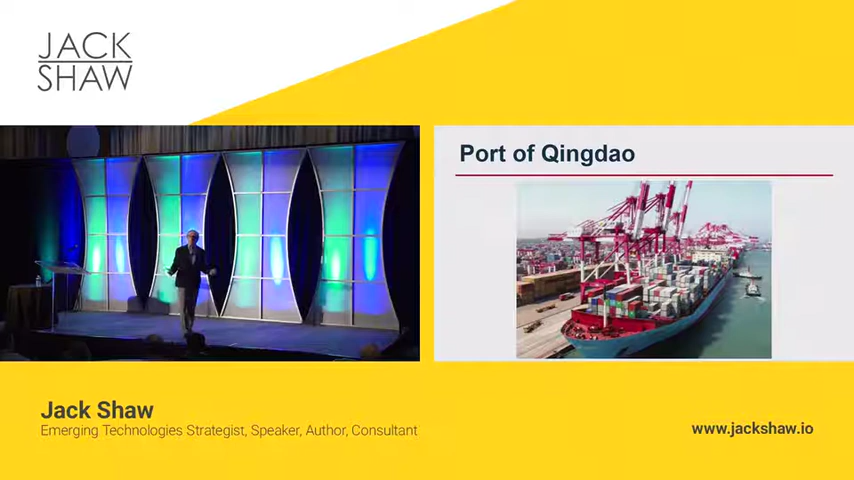 JACK
SHAW
Port of Qingdao
Jack Shaw
Emerging Technologies Strategist, Speaker, Author, Consultant
www.jackshaw.io